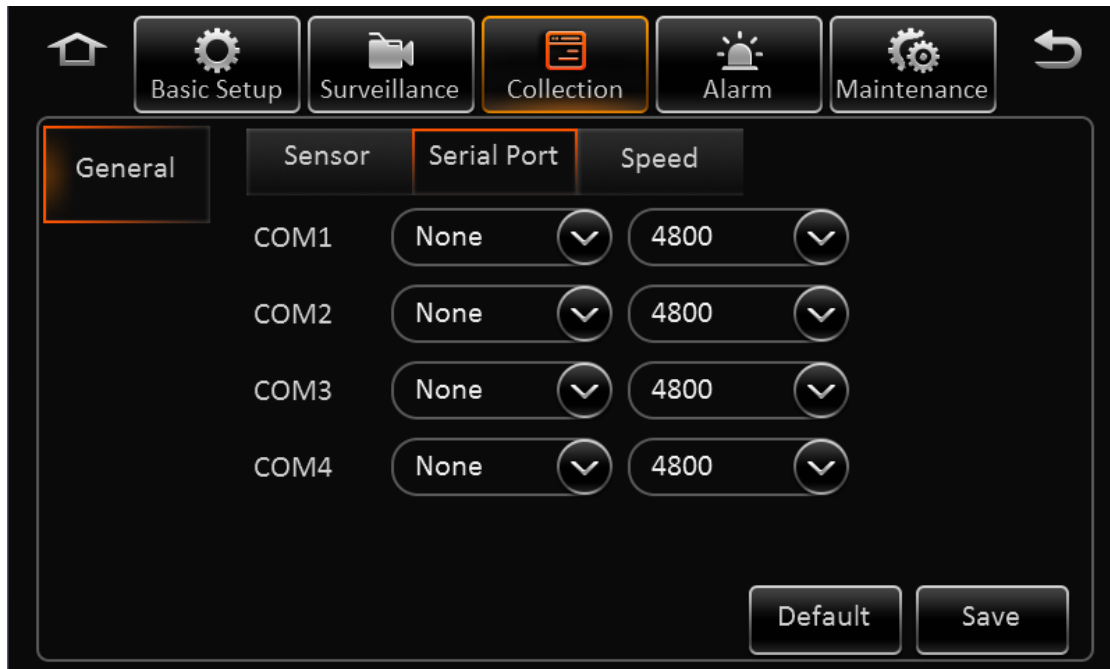 Basic Setup Surveillance Collection Alarm Maintenance
General Sensor Serial Port Speed
COM1 None 4800
COM2 None 4800
COM3 None 4800
COM4 None 4800
Default Save